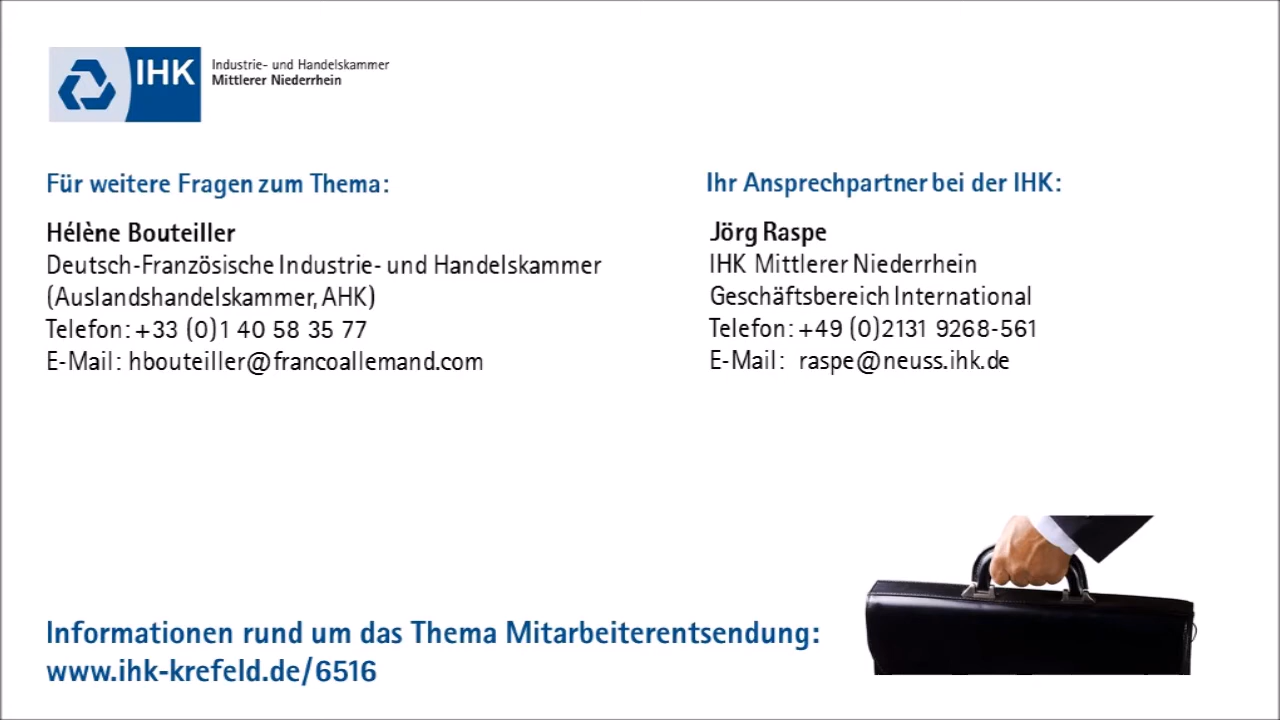 IHK
Industrie- und Handelskammer
Mittlerer Niederrhein
Für weitere Fragen zum Thema:
Hélène Bouteiller
Deutsch-Französische Industrie- und Handelskammer
(Auslandshandelskammer, AHK)
Telefon: +33 (0)1 40 58 35 77
E-Mail: hbouteiller@francoallemand.com
Ihr Ansprechpartner bei der IHK:
Jörg Raspe
IHK Mittlerer Niederrhein
Geschäftsbereich International
Telefon: +49 (0)2131 9268-561
E-Mail: raspe@neuss.ihk.de
Informationen rund um das Thema Mitarbeiterentsendung:
www.ihk-krefeld.de/6516